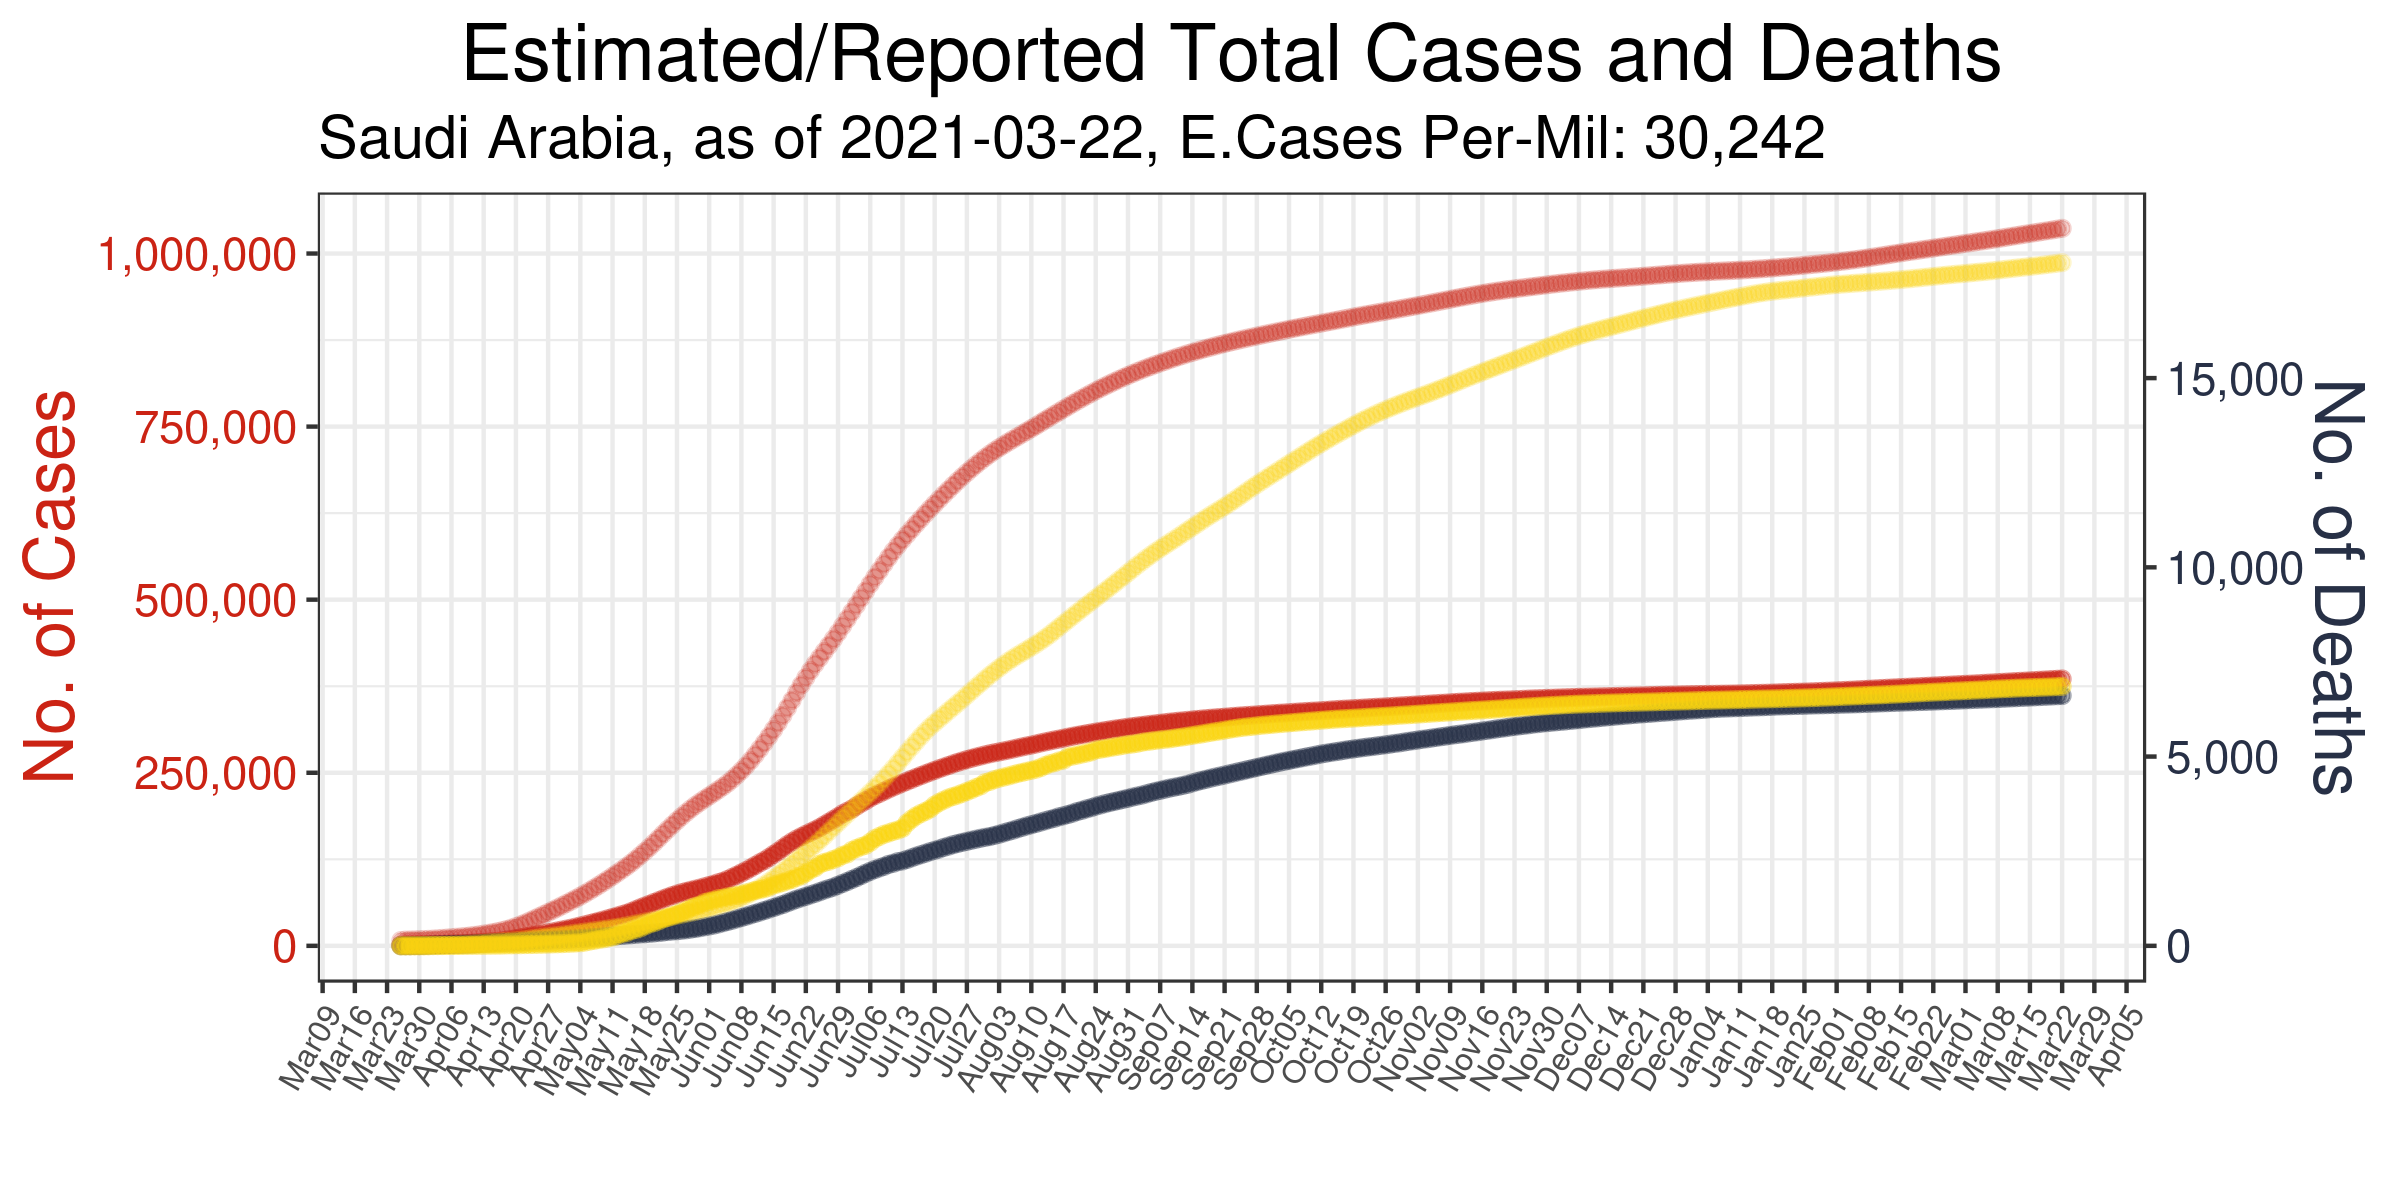 Estimated/Reported Total Cases and Deaths
Saudi Arabia, as of 2021-03-22, E.Cases Per-Mil: 30,242
No. of Cases
1,000,000
750,000
500,000
250,000
0
15,000
10,000
5,000
0
No. of Deaths
Mar09
Mar16
Mar23
Mar30
Apr06
Apr13
Apr20
Apr27
May04
May11
May18
May25
Jun01
Jun08
Jun15
Jun22
Jun29
Jul06
Jul13
Jul20
Jul27
Aug03
Aug10
Aug17
Aug24
Aug31
Sep07
Sep14
Sep21
Sep28
Oct05
Oct12
Oct19
Oct26
Nov02
Nov09
Nov16
Nov23
Nov30
Dec07
Dec14
Dec21
Dec28
Jan04
Jan11
Jan18
Jan25
Feb01
Feb08
Feb15
Feb22
Mar01
Mar08
Mar15
Mar22
Mar29
Apr05